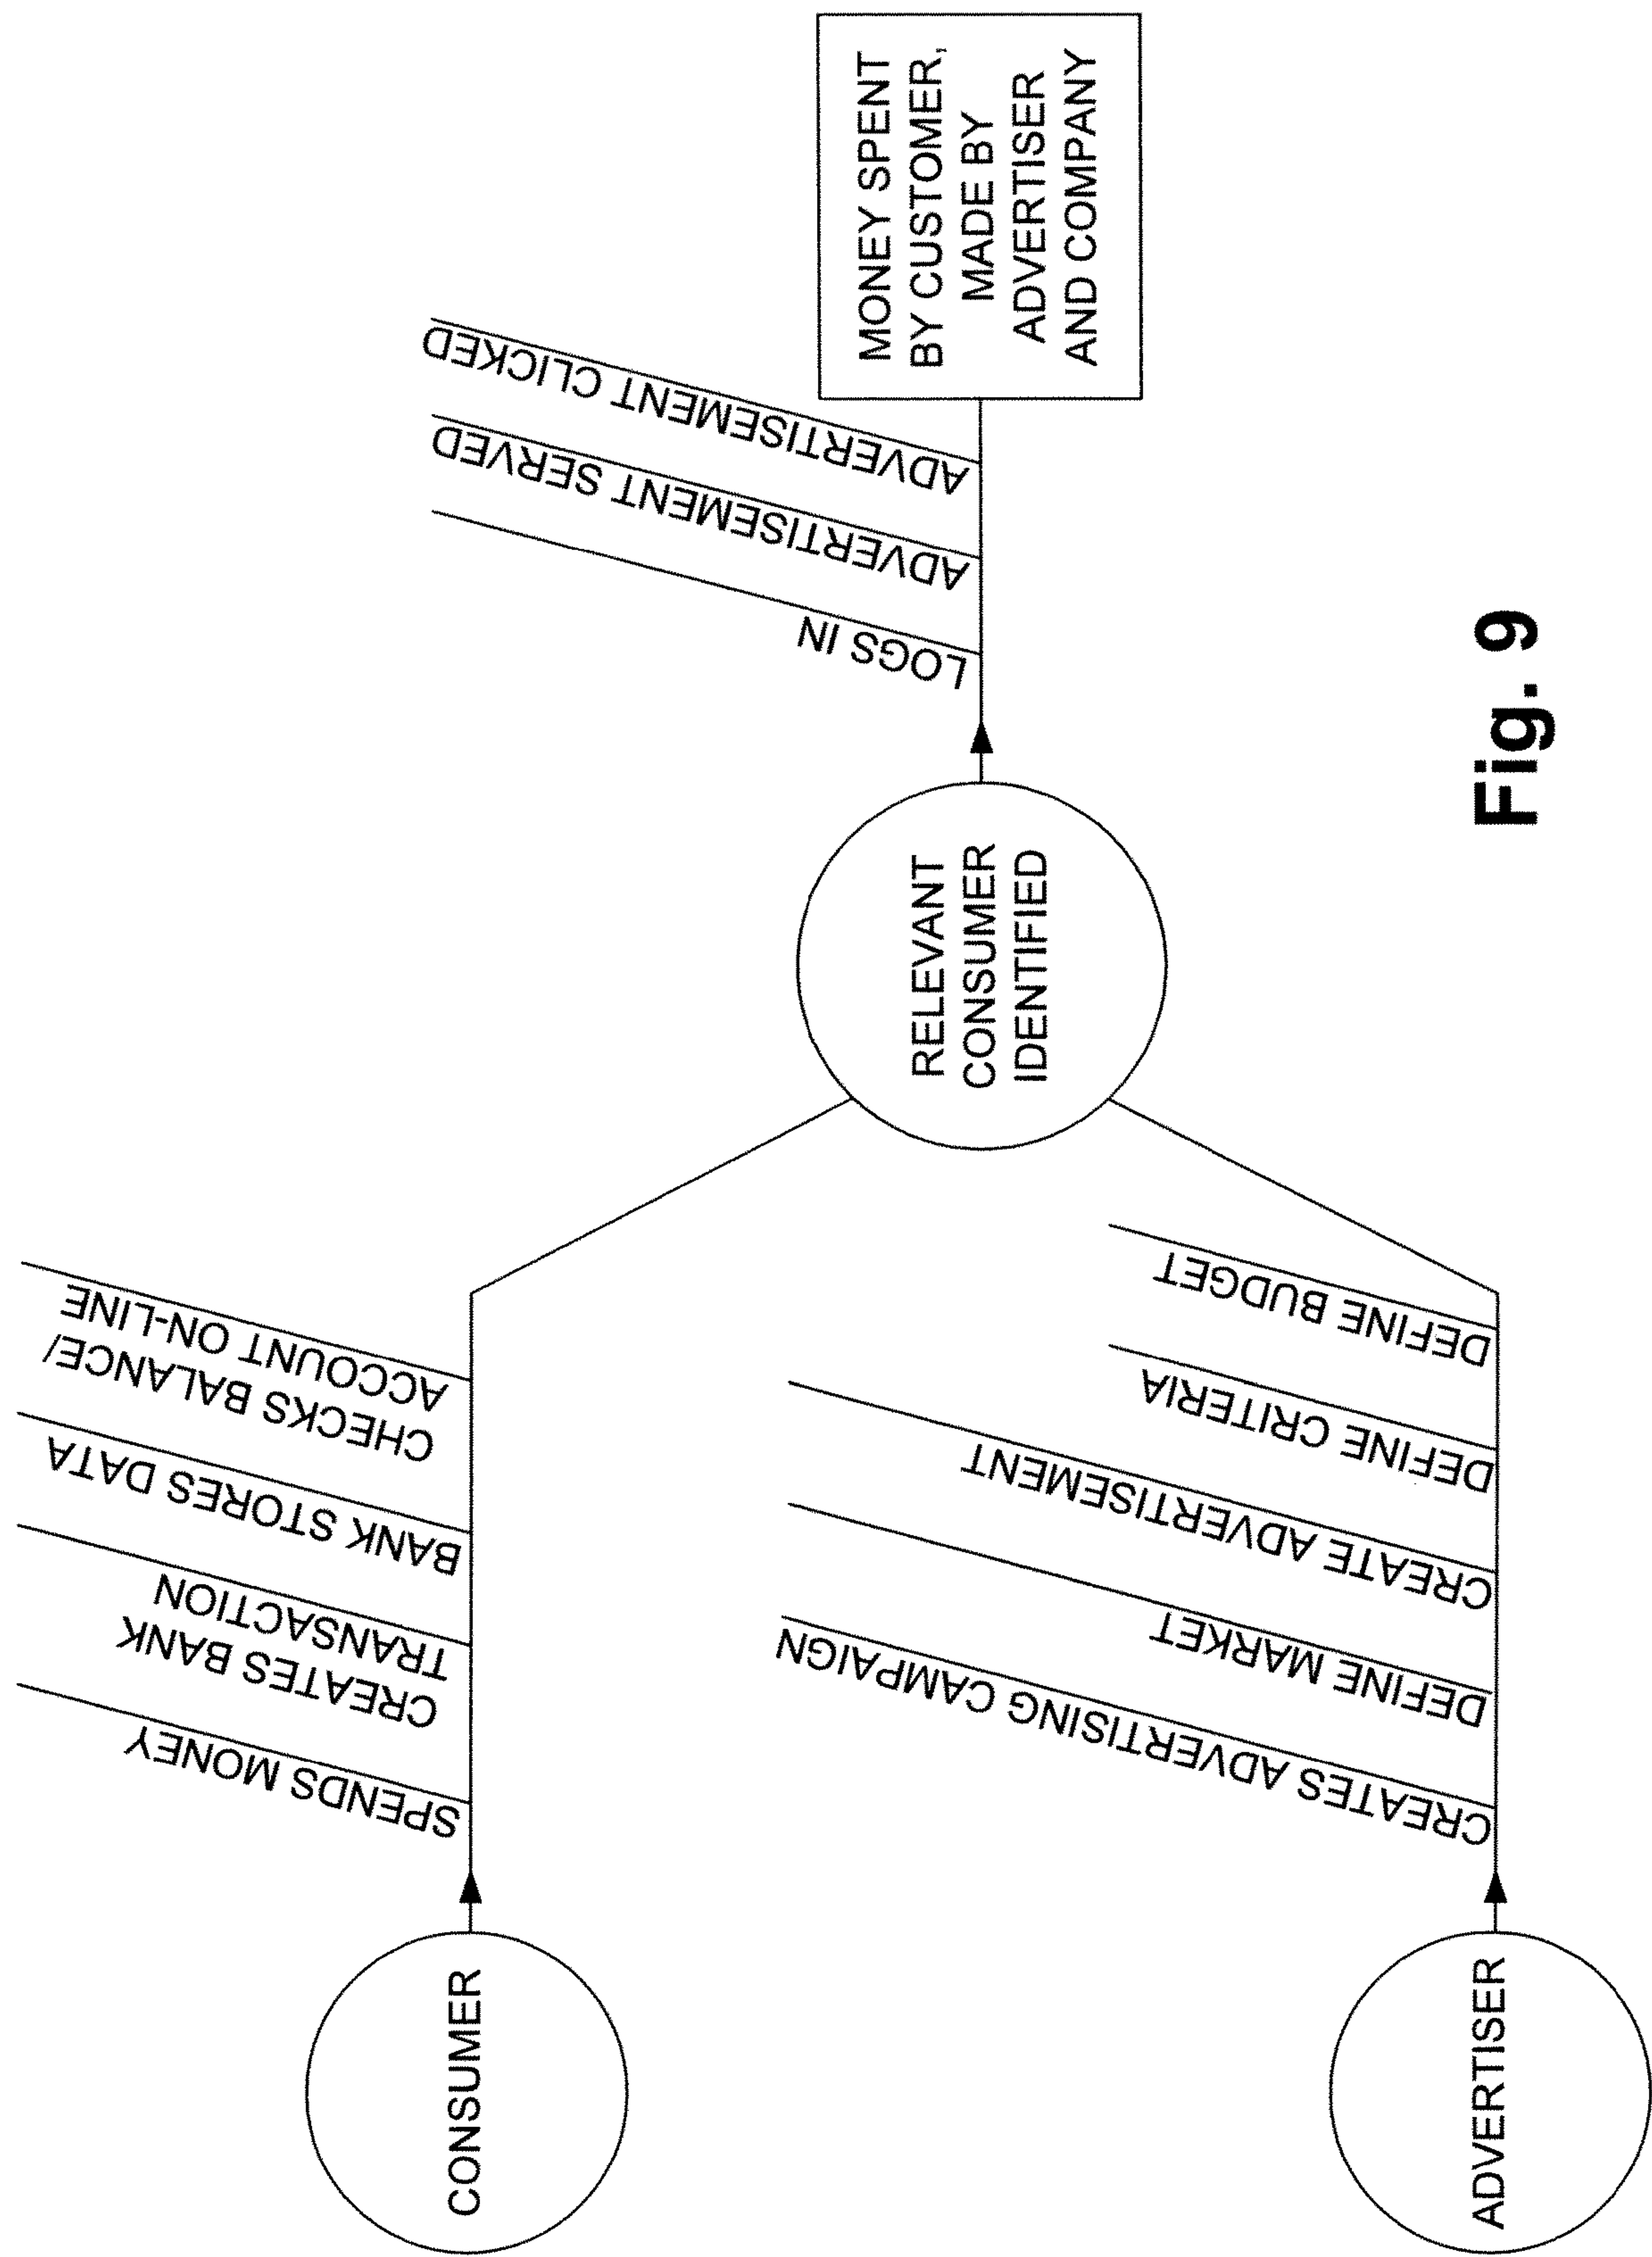 CONSUMER
SPENDS MONEY
CREATES BANK
TRANSACTION
BANK STORES DATA
CHECKS BALANCE/
ACCOUNT ON-LINE
ADVERTISER
CREATES ADVERTISING CAMPAIGN
DEFINE MARKET
CREATE ADVERTISEMENT
DEFINE CRITERIA
DEFINE BUDGET
RELEVANT
CONSUMER
IDENTIFIED
LOGS IN
ADVERTISEMENT SERVED
ADVERTISEMENT CLICKED
MONEY SPENT
BY CUSTOMER,
MADE BY
ADVERTISER
AND COMPANY
Fig. 9